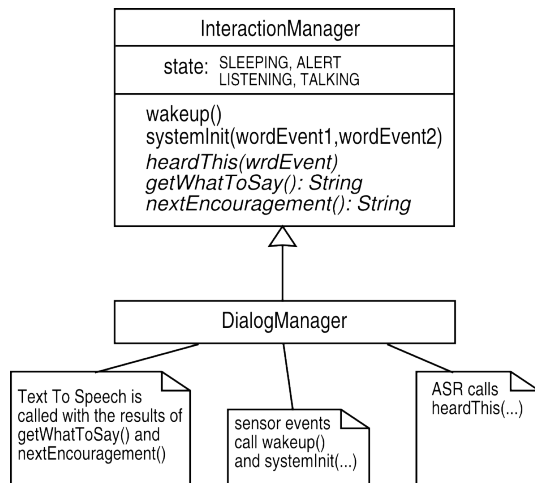 InteractionManager
state: SLEEPING, ALERT
LISTENING, TALKING
wakeup()
systemInit(wordEvent1,wordEvent2)
heardThis(wrdEvent)
getWhatToSay(): String
nextEncouragement(): String
DialogManager
Text To Speech is
called with the results of
getWhatToSay() and
nextEncouragement()
sensor events
call wakeup()
and systemInit(...)
ASR calls
heardThis(...)